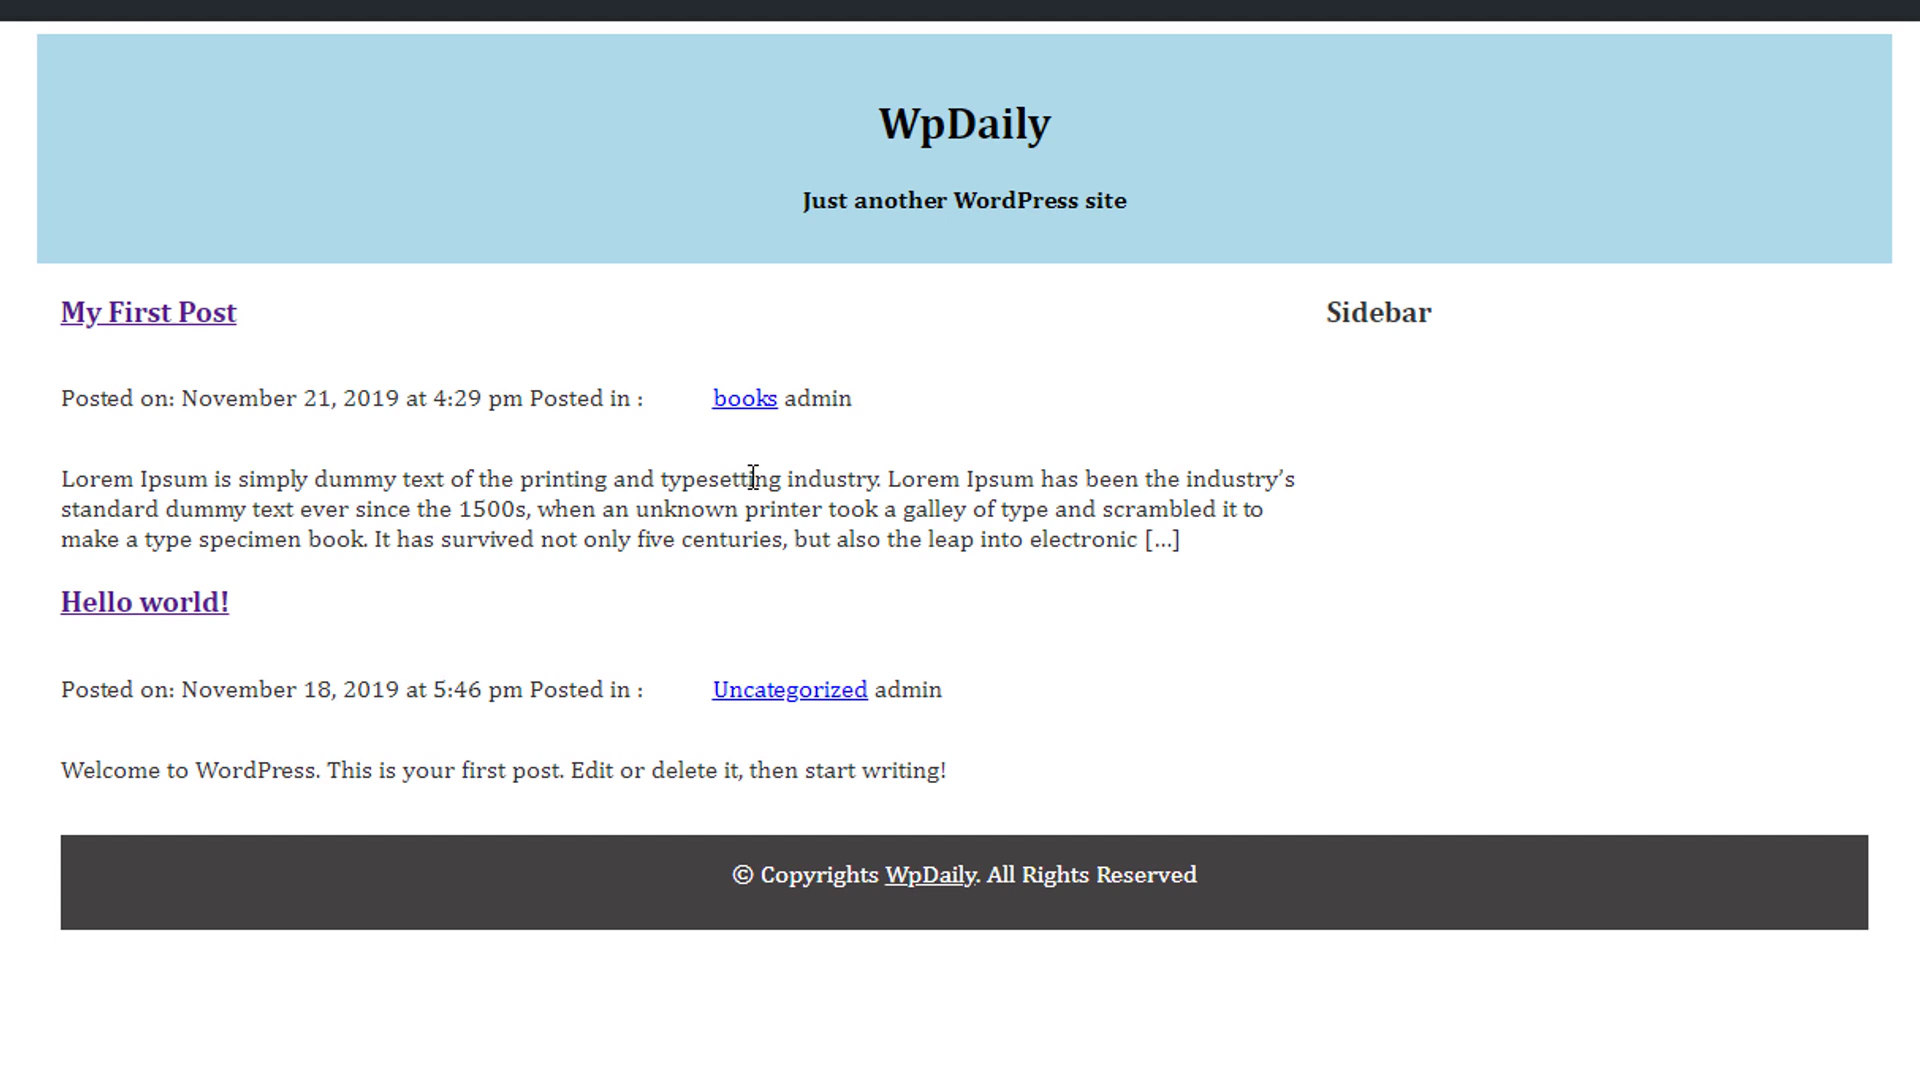 WpDaily
Just another WordPress site
My First Post
Sidebar
Posted on: November 21, 2019 at 4:29 pm Posted in : books admin
Lorem Ipsum is simply dummy text of the printing and typesetting industry. Lorem Ipsum has been the industry’s
standard dummy text ever since the 1500s, when an unknown printer took a galley of type and scrambled it to
make a type specimen book. It has survived not only five centuries, but also the leap into electronic […]
Hello world!
Posted on: November 18, 2019 at 5:46 pm Posted in : Uncategorized admin
Welcome to WordPress. This is your first post. Edit or delete it, then start writing!
© Copyrights WpDaily. All Rights Reserved